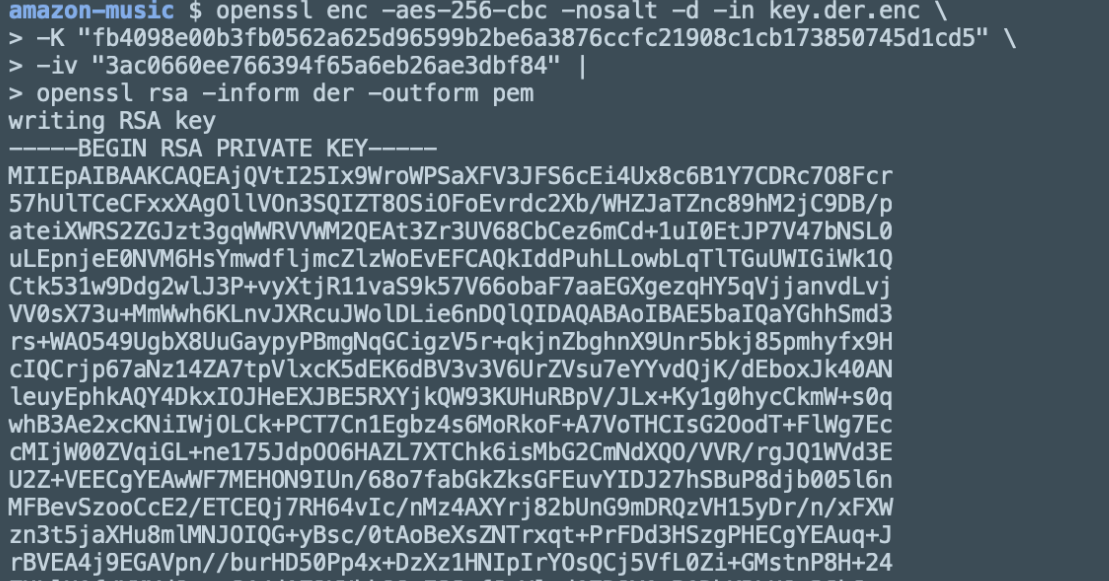 amazon-music $ openssl enc -aes-256-cbc -nosalt -d -in key.der.enc \
> -K "fb4098e00b3fb0562a625d96599b2be6a3876ccfc21908c1cb173850745d1cd5" \
> -iv "3ac0660ee766394f65a6eb26ae3dbf84" |
> openssl rsa -inform der -outform pem
writing RSA key
-----BEGIN RSA PRIVATE KEY-----
MIIEpAIBAAKCAQEAjQVtI25Ix9WroWPSaXFV3JFS6cEi4Ux8c6B1Y7CDRc7O8Fcr
57hUlTCeCFxxXAgOllVOn3SQIZT8OSiOFoEvrdc2Xb/WHZJaTZnc89hM2jC9DB/p
ateiXWRS2ZGJzt3gqWWRVVWM2QEAt3Zr3UV68CbCez6mCd+1uI0EtJP7V47bNSL0
uLEpnjeE0NVM6HsYmwdfljmcZlzWoEvEFCAQkIddPuhLLowbLqTlTGuUWIGiWk1Q
Ctk531w9Ddg2wlJ3P+vyXtjR11vaS9k57V66obaF7aaEGXgezqHY5qVjjanvdLvj
VV0sX73u+MmWwh6KLnvJXRcuJWolDLie6nDQlQIDAQABAoIBAE5baIQaYGhhSmd3
rs+WAO549UgbX8UuGaypyPBmgNqGCigzV5r+qkjnZbghnX9Unr5bkj85pmhyfx9H
cIQCrjp67aNz14ZA7tpVlxcK5dEK6dBV3v3V6UrZVsu7eYYvdQjK/dEboxJk40AN
leuyEphkAQY4DkxIOJHeEXJBE5RXYjkQW93KUHuRBpV/JLx+Ky1g0hycCkmW+s0q
whB3Ae2xcKNiIWjOLCk+PCT7Cn1Egbz4s6MoRkoF+A7VoTHCIsG2OodT+FlWg7Ec
cMIjW00ZVqiGL+ne175JdpOO6HAZL7XTChk6isMbG2CmNdXQO/VVR/rgJQ1WVd3E
U2Z+VEECgYEAwWF7MEHON9IUn/68o7fabGkZksGFEuvYIDJ27hSBuP8djb005l6n
MFBevSzooCcE2/ETCEQj7RH64vIc/nMz4AXYrj82bUnG9mDRQzVH15yDr/n/xFXW
zn3t5jaXHu8mlMNJOIQG+yBsc/0tAoBeXsZNTrxqt+PrFDd3HSzgPHECgYEAuq+J
rBVEA4j9EGAVpn//burHD50Pp4x+DzXz1HNIpIrYOsQCj5VfL0Zi+GMstnP8H+24